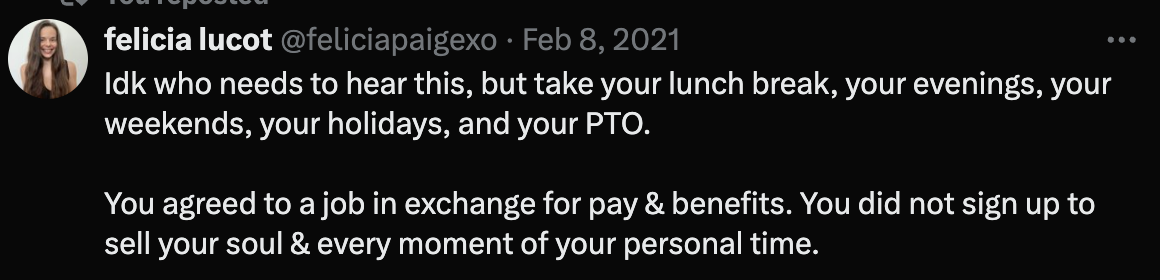 You reposted
felicia lucot @feliciapaigexo · Feb 8, 2021
Idk who needs to hear this, but take your lunch break, your evenings, your
weekends, your holidays, and your PTO.
You agreed to a job in exchange for pay & benefits. You did not sign up to
sell your soul & every moment of your personal time.